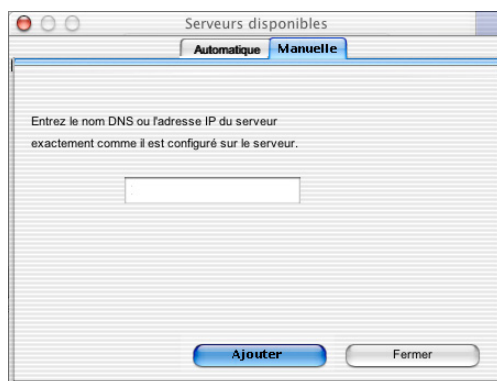 Serveurs disponibles
Automatique Manuelle
Entrez le nom DNS ou l'adresse IP du serveur
exactement comme il est configuré sur le serveur.
Ajouter Fermer